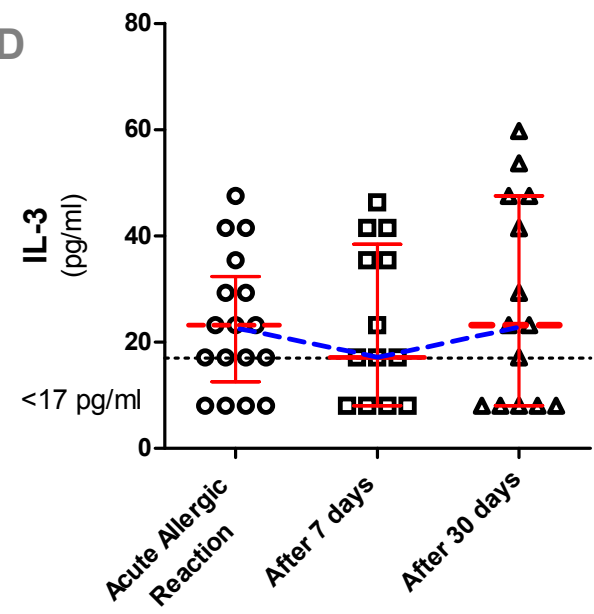 D
80
60
40
20
0
IL-3
(pg/ml)
<17 pg/ml
Acute Allergic
Reaction
After 7 days
After 30 days